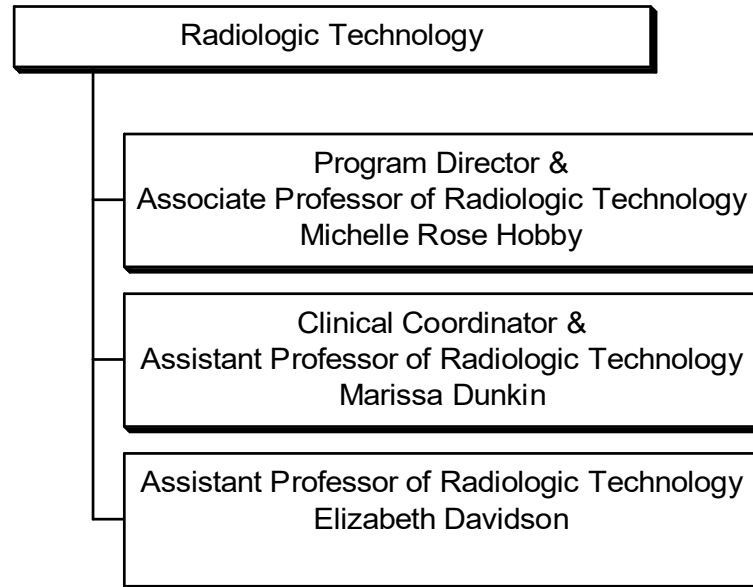 Radiologic Technology
Program Director &
Associate Professor of Radiologic Technology
Michelle Rose Hobby
Clinical Coordinator &
Assistant Professor of Radiologic Technology
Marissa Dunkin
Assistant Professor of Radiologic Technology
Elizabeth Davidson